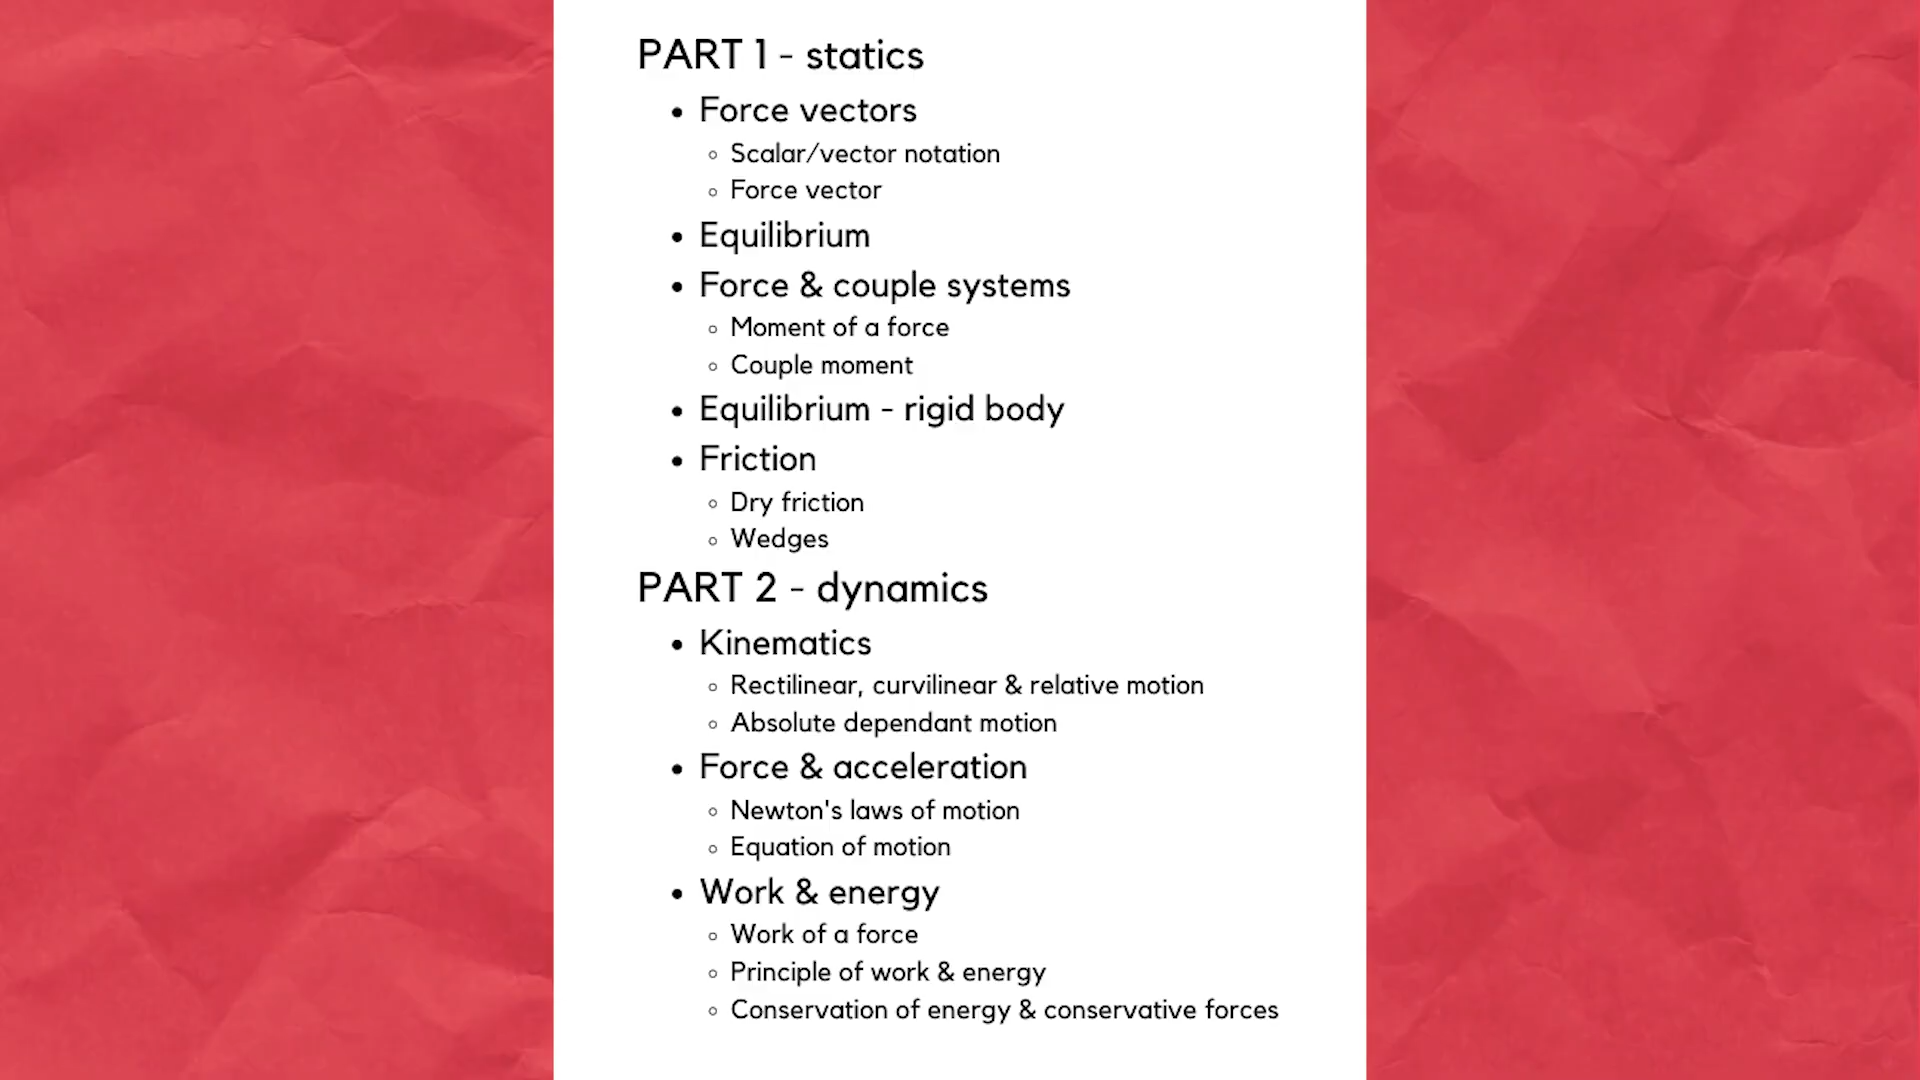 PART 1 - statics
• Force vectors
◦ Scalar/vector notation
◦ Force vector
• Equilibrium
• Force & couple systems
◦ Moment of a force
◦ Couple moment
• Equilibrium - rigid body
• Friction
◦ Dry friction
◦ Wedges
PART 2 - dynamics
• Kinematics
◦ Rectilinear, curvilinear & relative motion
◦ Absolute dependant motion
• Force & acceleration
◦ Newton's laws of motion
◦ Equation of motion
• Work & energy
◦ Work of a force
◦ Principle of work & energy
◦ Conservation of energy & conservative forces